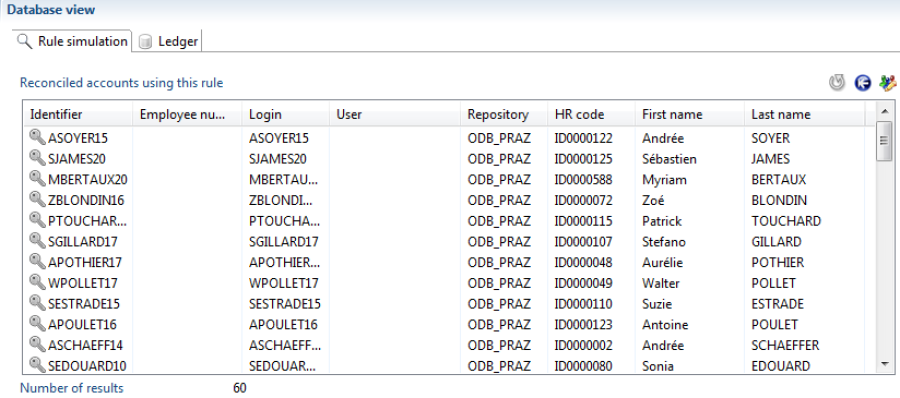 Database view
Rule simulation Ledger
Reconciled accounts using this rule
Identifier Employee nu... Login User Repository HR code First name Last name
ASOYER15 ASOYER15 ODB_PRAZ ID0000122 Andrée SOYER
SJAMES20 SJAMES20 ODB_PRAZ ID0000125 Sébastien JAMES
MBERTAUX20 MBERTAU... ODB_PRAZ ID0000588 Myriam BERTAUX
ZBLONDIN16 ZBLONDI... ODB_PRAZ ID0000072 Zoé BLONDIN
PTOUCHAR... PTOUCHA... ODB_PRAZ ID0000115 Patrick TOUCHARD
SGILLARD17 SGILLARD17 ODB_PRAZ ID0000107 Stefano GILLARD
APOTHIER17 APOTHIER... ODB_PRAZ ID0000048 Aurélie POTHIER
WPOLLET17 WPOLLET17 ODB_PRAZ ID0000049 Walter POLLET
SESTRADE15 SESTRADE15 ODB_PRAZ ID0000110 Suzie ESTRADE
APOULET16 APOULET16 ODB_PRAZ ID0000123 Antoine POULET
ASCHAEFF14 ASCHAEFF... ODB_PRAZ ID0000002 Andrée SCHAEFFER
SEDOUARD10 SEDOUAR... ODB_PRAZ ID0000080 Sonia EDOUARD
Number of results 60